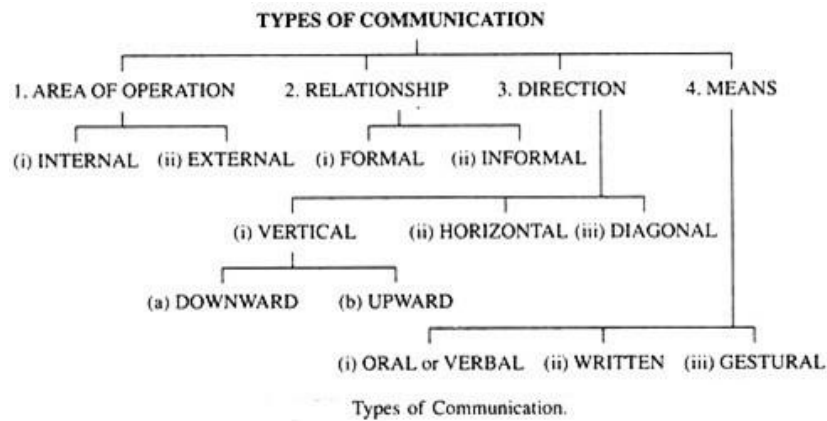 TYPES OF COMMUNICATION
1. AREA OF OPERATION 2. RELATIONSHIP 3. DIRECTION 4. MEANS
(i) INTERNAL (ii) EXTERNAL (i) FORMAL (ii) INFORMAL
(i) VERTICAL (ii) HORIZONTAL (iii) DIAGONAL
(a) DOWNWARD (b) UPWARD
(i) ORAL or VERBAL (ii) WRITTEN (iii) GESTURAL
Types of Communication.